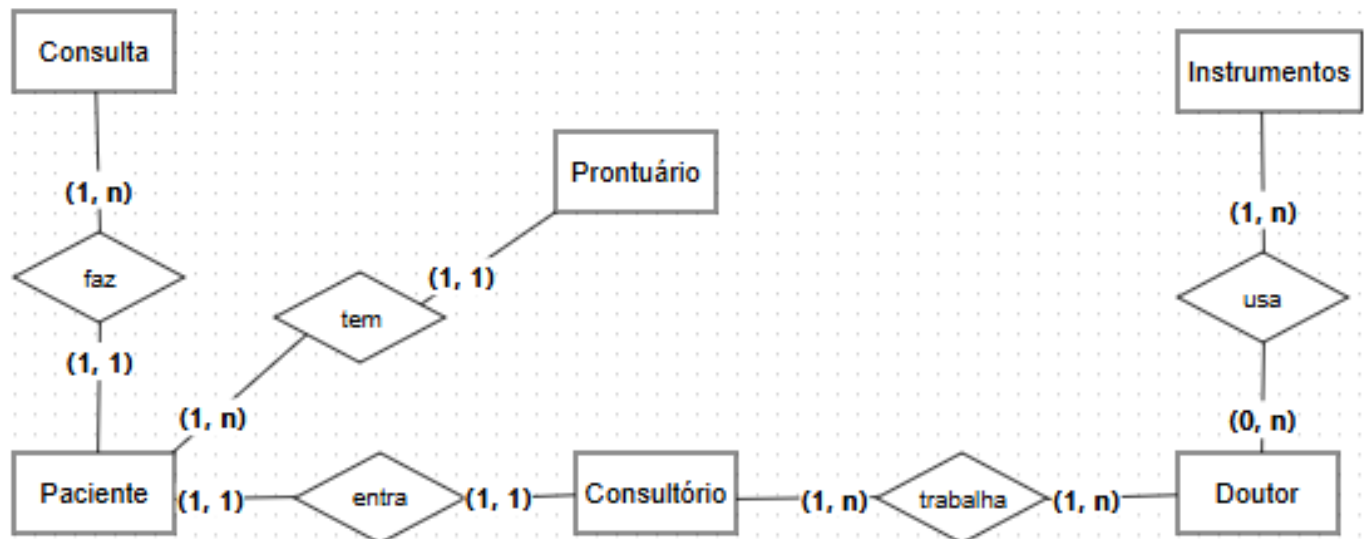 Consulta
Instrumentos
Prontuário
(1, n)
(1, n)
faz
(1, 1)
usa
tem
(1, 1)
(1, n)
(0, n)
Paciente
(1, 1)
entra
(1, 1)
Consultório
(1, n)
trabalha
(1, n)
Doutor